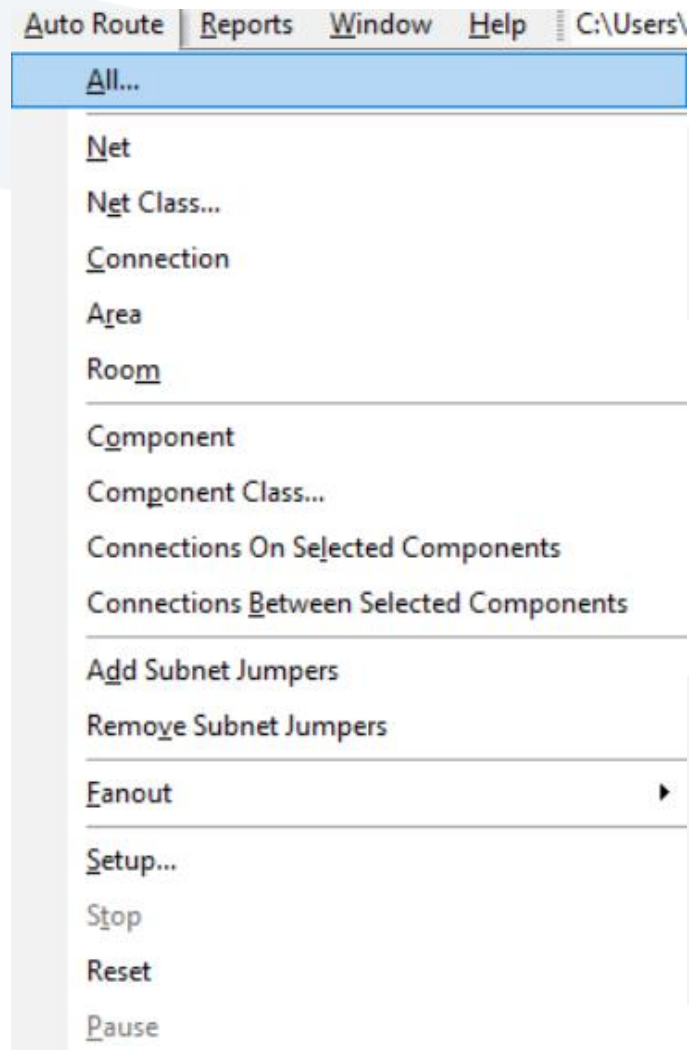 Auto Route Reports Window Help C:\Users\
All...
Net
Net Class...
Connection
Area
Room
Component
Component Class...
Connections On Selected Components
Connections Between Selected Components
Add Subnet Jumpers
Remove Subnet Jumpers
Fanout
Setup...
Stop
Reset
Pause